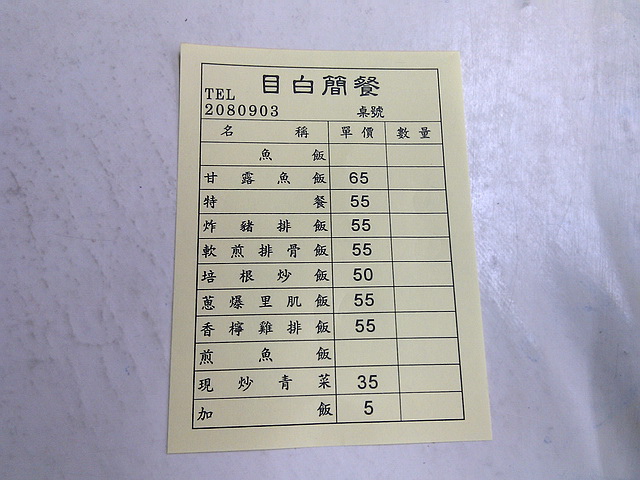 目白簡餐
TEL
2080903 桌號
名稱 單價 數量
魚飯
甘露魚飯 65
特餐 55
炸豬排飯 55
軟煎排骨飯 55
培根炒飯 50
蔥爆里肌飯 55
香檸雞排飯 55
煎魚飯
現炒青菜 35
加飯 5